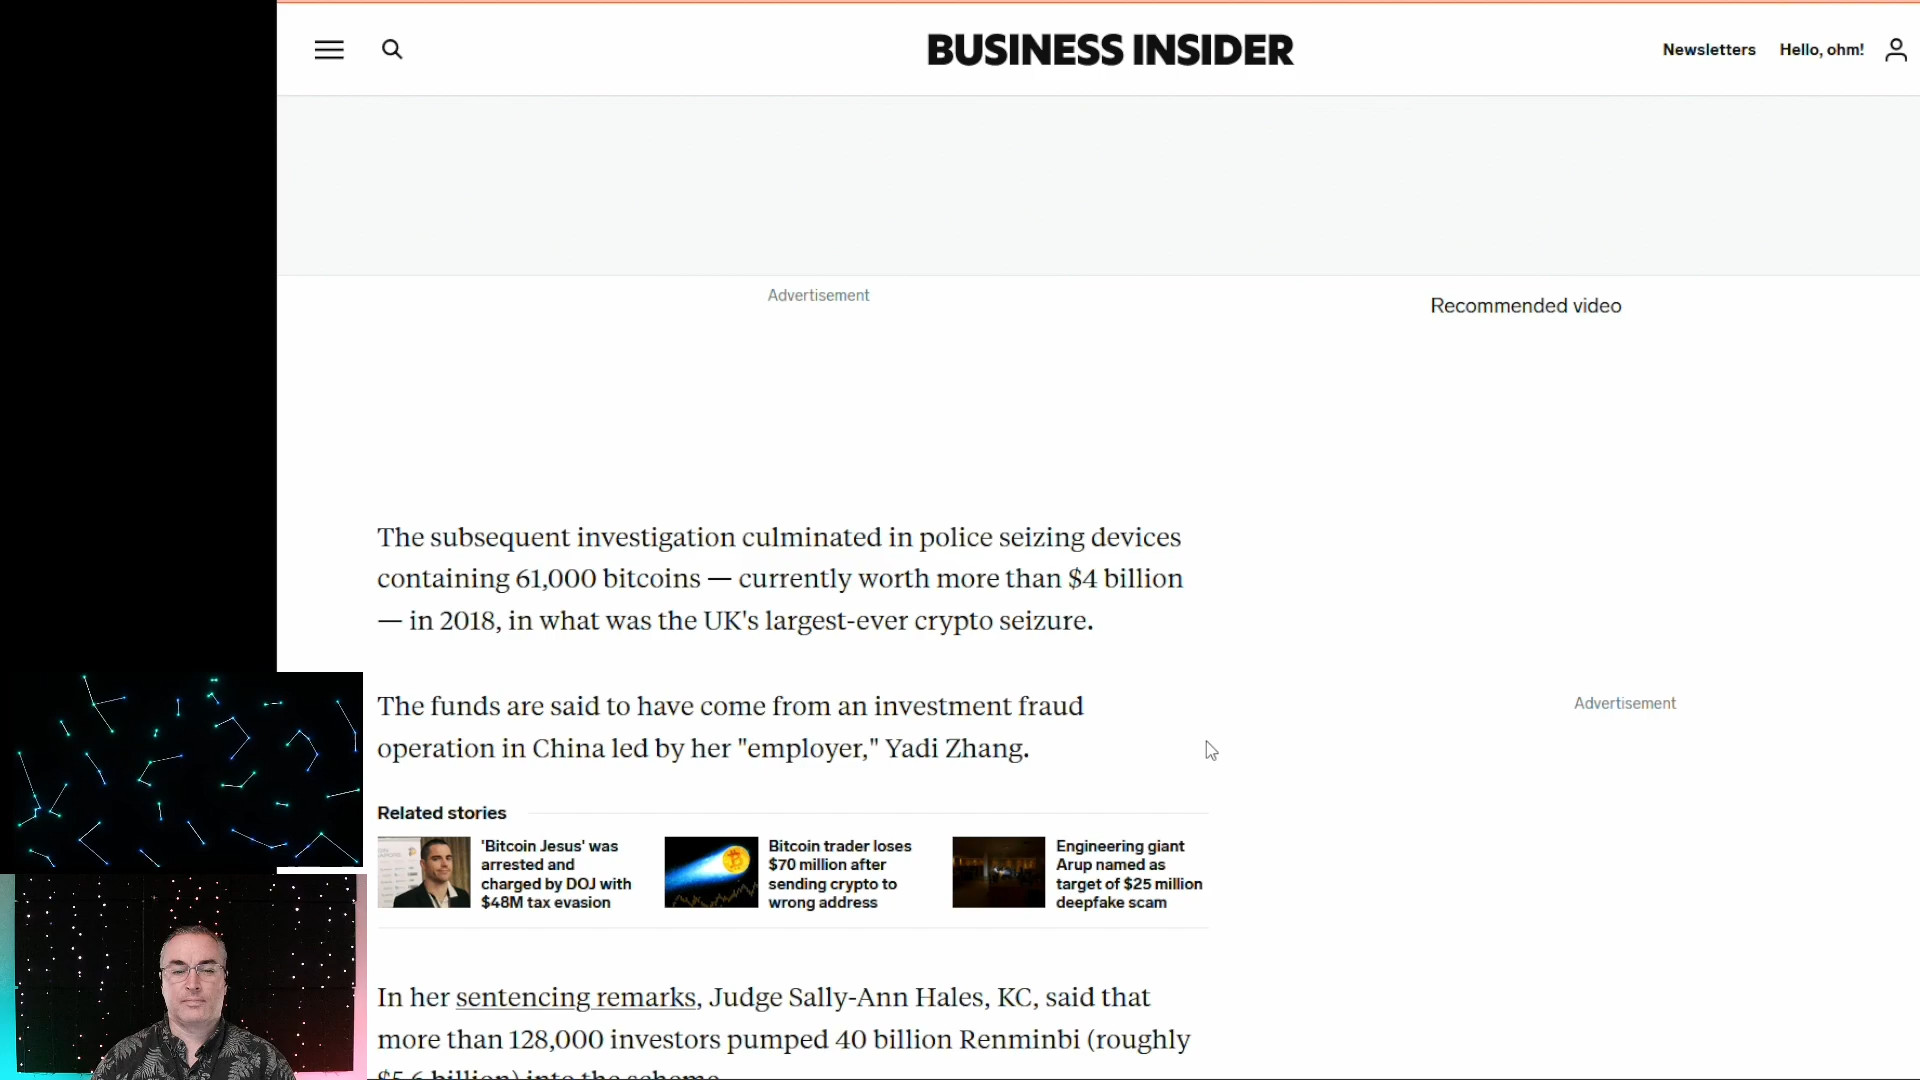 BUSINESS INSIDER
Newsletters
Hello, ohm!
Advertisement
Recommended video
The subsequent investigation culminated in police seizing devices
containing 61,000 bitcoins — currently worth more than $4 billion
— in 2018, in what was the UK's largest-ever crypto seizure.
The funds are said to have come from an investment fraud
operation in China led by her "employer," Yadi Zhang.
Advertisement
Related stories
'Bitcoin Jesus' was
arrested and
charged by DOJ with
$48M tax evasion
Bitcoin trader loses
$70 million after
sending crypto to
wrong address
Engineering giant
Arup named as
target of $25 million
deepfake scam
In her sentencing remarks, Judge Sally-Ann Hales, KC, said that
more than 128,000 investors pumped 40 billion Renminbi (roughly
$5.6 billion) into the scheme.